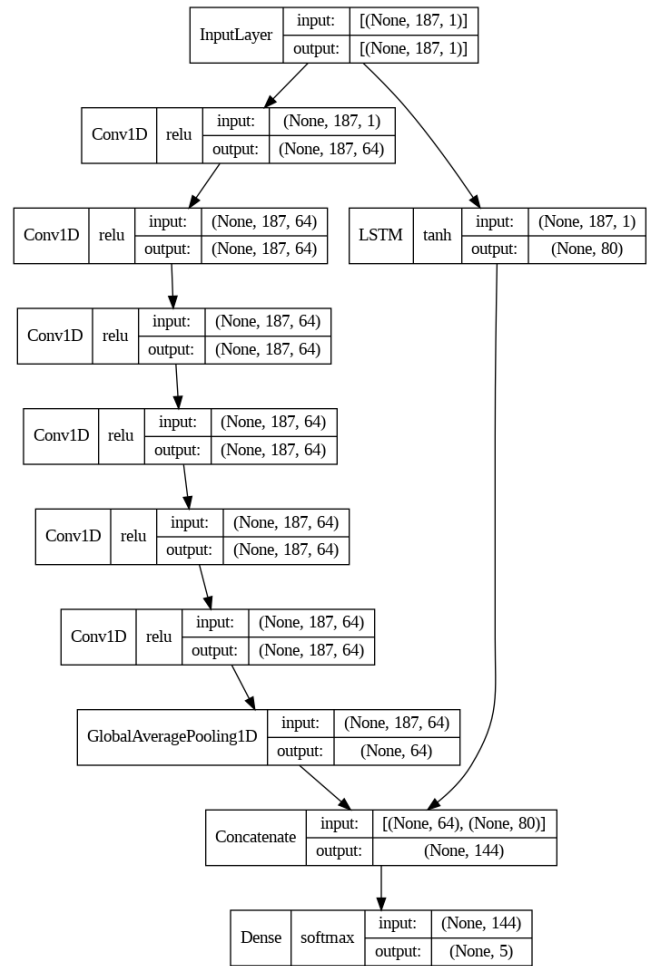 InputLayer
input: [(None, 187, 1)]
output: [(None, 187, 1)]
Conv1D relu
input: (None, 187, 1)
output: (None, 187, 64)
Conv1D relu
input: (None, 187, 64)
output: (None, 187, 64)
LSTM tanh
input: (None, 187, 1)
output: (None, 80)
Conv1D relu
input: (None, 187, 64)
output: (None, 187, 64)
Conv1D relu
input: (None, 187, 64)
output: (None, 187, 64)
Conv1D relu
input: (None, 187, 64)
output: (None, 187, 64)
Conv1D relu
input: (None, 187, 64)
output: (None, 187, 64)
GlobalAveragePooling1D
input: (None, 187, 64)
output: (None, 64)
Concatenate
input: [(None, 64), (None, 80)]
output: (None, 144)
Dense softmax
input: (None, 144)
output: (None, 5)